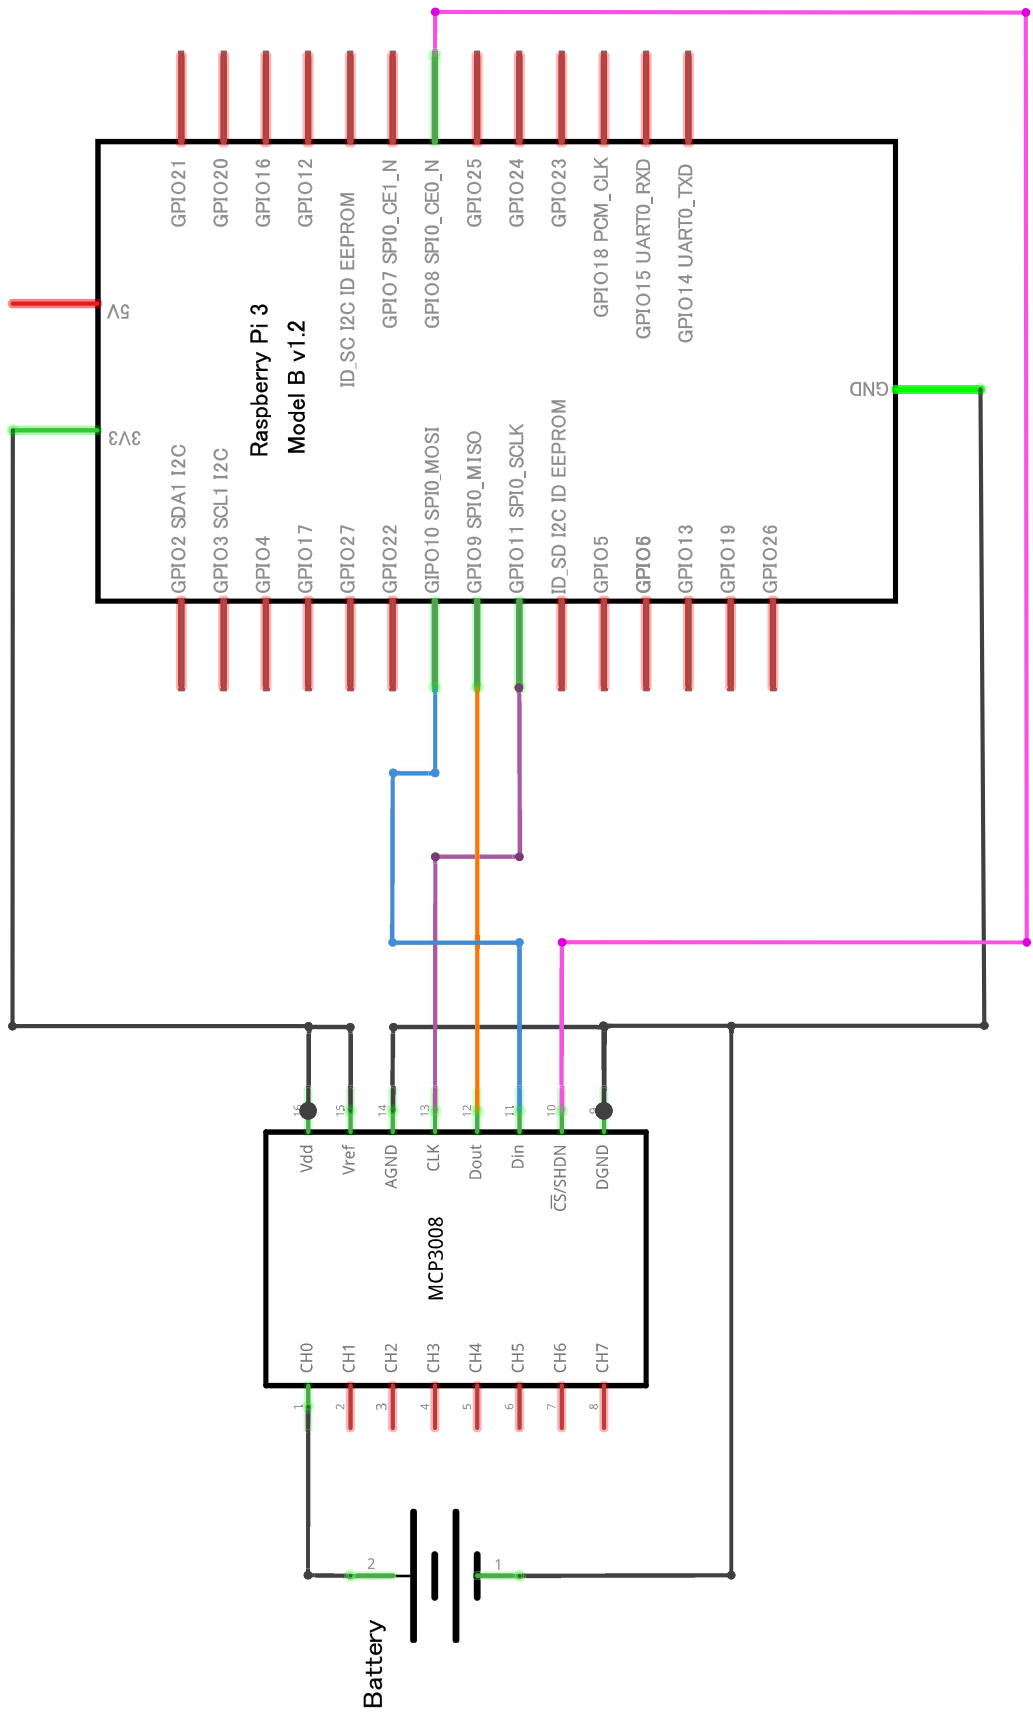 GPIO21
GPIO20
GPIO16
GPIO12
ID_SC I2C ID EEPROM
GPIO7 SPI0_CE1_N
GPIO8 SPI0_CE0_N
GPIO25
GPIO24
GPIO23
GPIO18 PCM_CLK
GPIO15 UART0_RXD
GPIO14 UART0_TXD
5V
3V3
Raspberry Pi 3
Model B v1.2
GND
GPIO2 SDA1 I2C
GPIO3 SCL1 I2C
GPIO4
GPIO17
GPIO27
GPIO22
GIPO10 SPI0_MOSI
GPIO9 SPI0_MISO
GPIO11 SPI0_SCLK
ID_SD I2C ID EEPROM
GPIO5
GPIO6
GPIO13
GPIO19
GPIO26
16
15
14
13
12
11
10
9
Vdd
Vref
AGND
CLK
Dout
Din
CS/SHDN
DGND
MCP3008
CH0
CH1
CH2
CH3
CH4
CH5
CH6
CH7
1
2
3
4
5
6
7
8
2
1
Battery